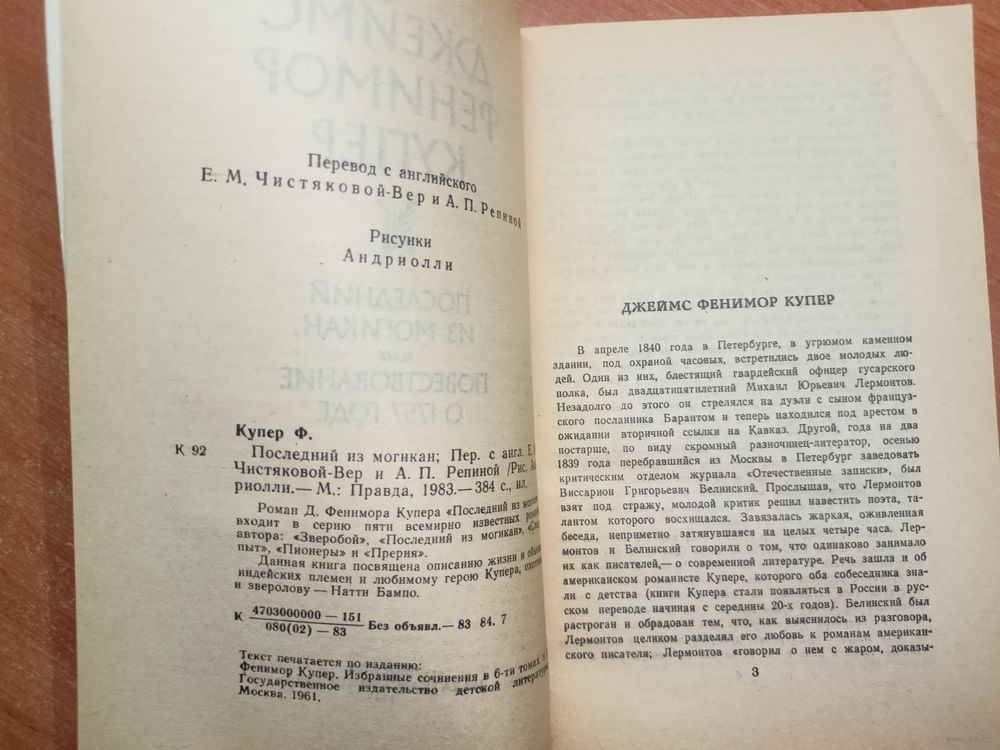 Перевод с английского
Е. М. Чистяковой-Вер и А. П. Репиной
Рисунки
Андриолли
Купер Ф.
К 92
Последний из могикан; Пер. с англ. Е.
Чистяковой-Вер и А. П. Репиной /Рис.
риолли.— М.: Правда, 1983.— 384 с., ил.
Роман Д. Фенимора Купера «Последний из
входит в серию пяти всемирно известных
автора: «Зверобой», «Последний из могикан»,
пыт», «Пионеры» и «Прерия».
Данная книга посвящена описанию жизни и
индейских племен и любимому герою Купера,
и зверолову — Натти Бампо.
К 4703000000 — 151
080(02) — 83
Без объявл.— 83 84. 7
Текст печатается по изданию:
Фенимор Купер. Избранные сочинения в 6-ти томах
Государственное издательство детской
Москва. 1961.
ДЖЕЙМС ФЕНИМОР КУПЕР
В апреле 1840 года в Петербурге, в угрюмом каменном
здании, под охраной часовых, встретились двое молодых лю-
дей. Один из них, блестящий гвардейский офицер гусарского
полка, был двадцатипятилетний Михаил Юрьевич Лермонтов.
Незадолго до этого он стрелялся на дуэли с сыном француз-
ского посланника Барантом и теперь находился под арестом в
ожидании вторичной ссылки на Кавказ. Другой, года на два
постарше, по виду скромный разночинец-литератор, осенью
1839 года перебравшийся из Москвы в Петербург заведовать
критическим отделом журнала «Отечественные записки», был
Виссарион Григорьевич Белинский. Прослышав, что Лермонтов
взят под стражу, молодой критик решил навестить поэта, та-
лантом которого восхищался. Завязалась жаркая, оживленная
беседа, неприметно затянувшаяся на целых четыре часа. Лер-
монтов и Белинский говорили о том, что одинаково занимало
их как писателей,— о современной литературе. Речь зашла и об
американском романисте Купере, которого оба собеседника зна-
ли с детства (книги Купера стали появляться в России в рус-
ском переводе начиная с середины 20-х годов). Белинский был
растроган и обрадован тем, что, как выяснилось из разговора,
Лермонтов целиком разделял его любовь к романам америкаn-
ского писателя; Лермонтов «говорил о нем с жаром, доказы-
3